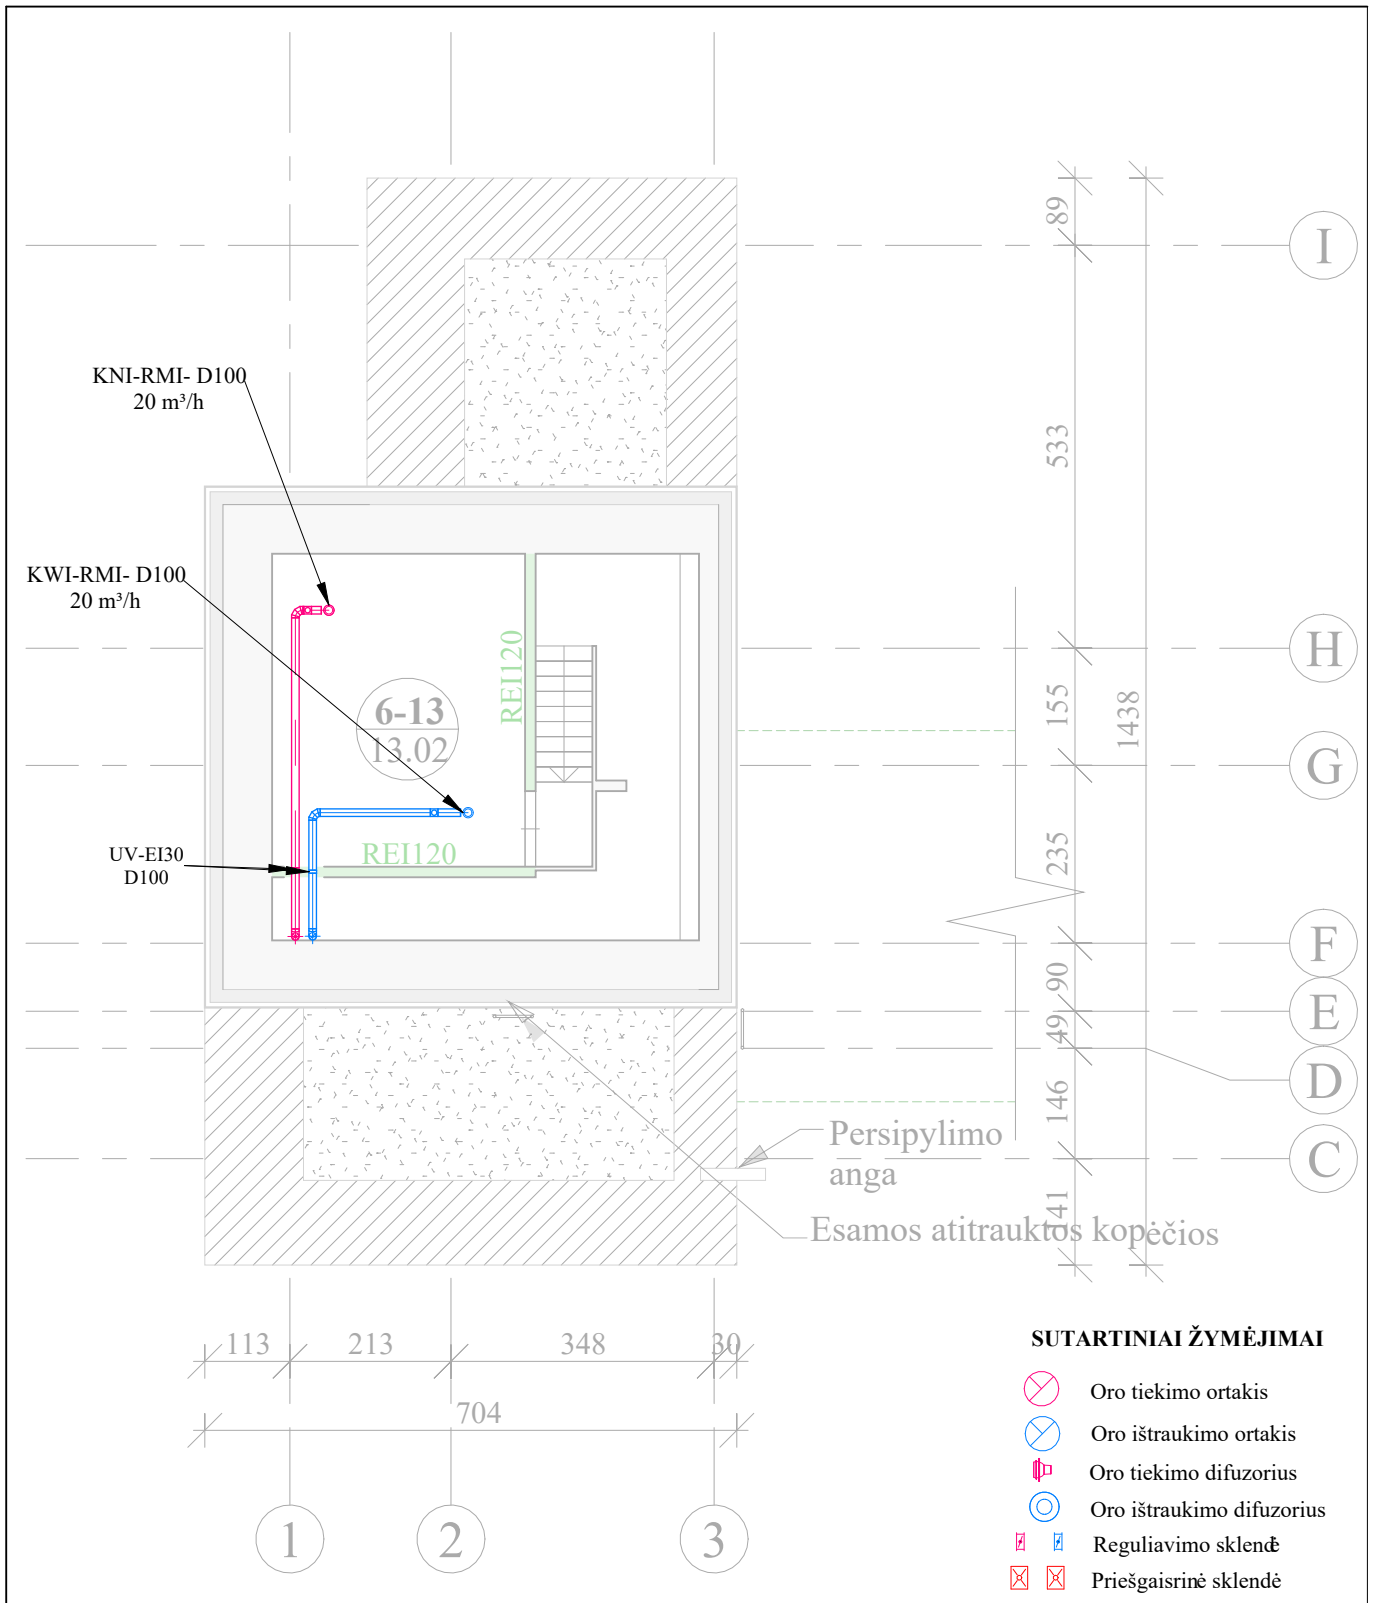 89
I
KNI-RMI- D100
20 m³/h
533
KWI-RMI- D100
20 m³/h
H
REI120
6-13
13.02
155
1438
G
UV-EI30
D100
REI120
235
F
90
E
49
D
146
Persipylimo
anga
C
141
Esamos atitrauktos kopėčios
113
213
348
30
704
1
2
3
SUTARTINIAI ŽYMĖJIMAI
Oro tiekimo ortakis
Oro ištraukimo ortakis
Oro tiekimo difuzorius
Oro ištraukimo difuzorius
Reguliavimo sklendė
Priešgaisrinė sklendė